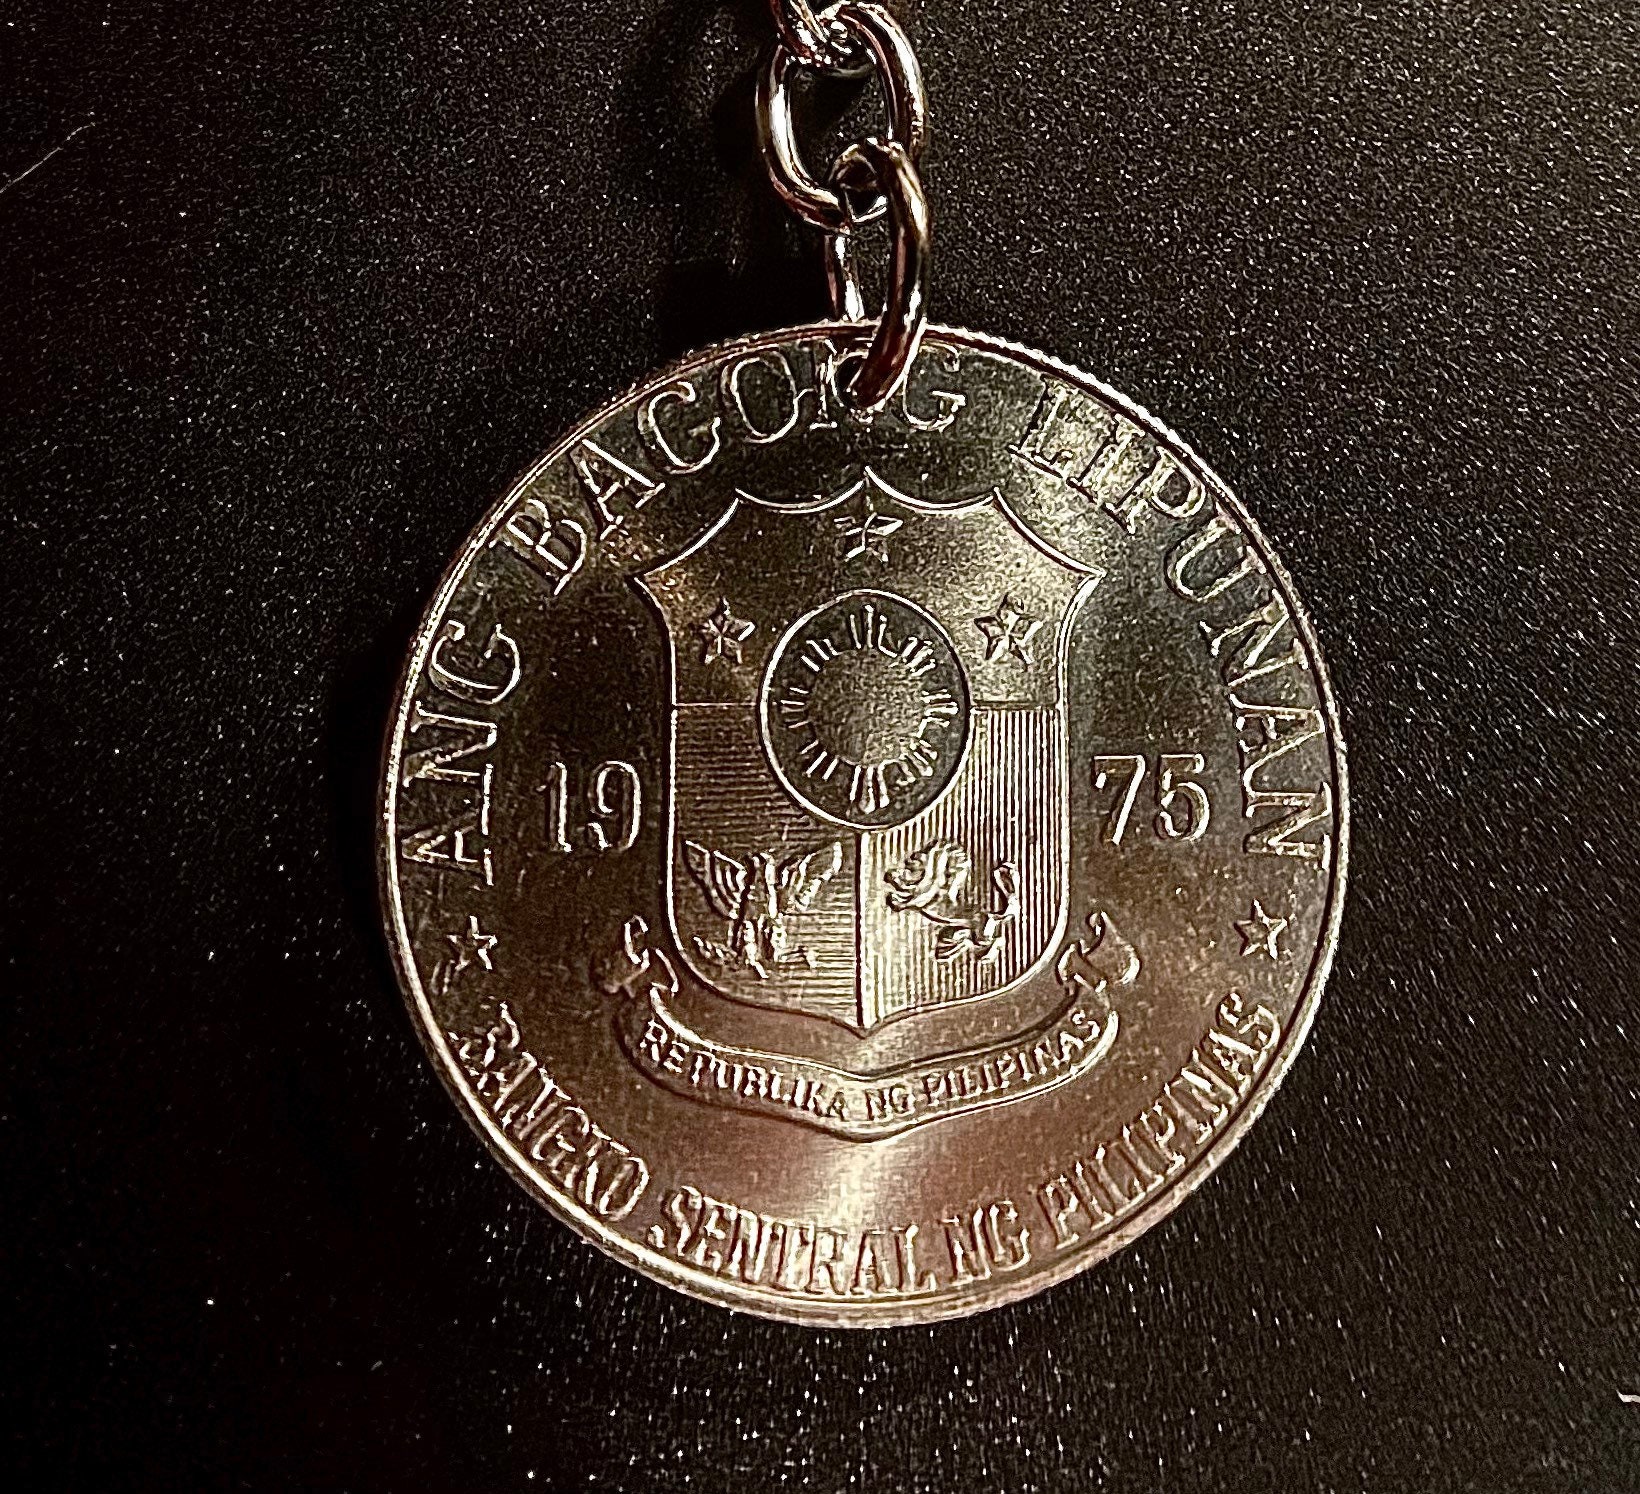 ANG BAGONG LIPUNAN
19 75
REPUBLIKA NG PILIPINAS
BANGKO SENTRAL NG PILIPINAS